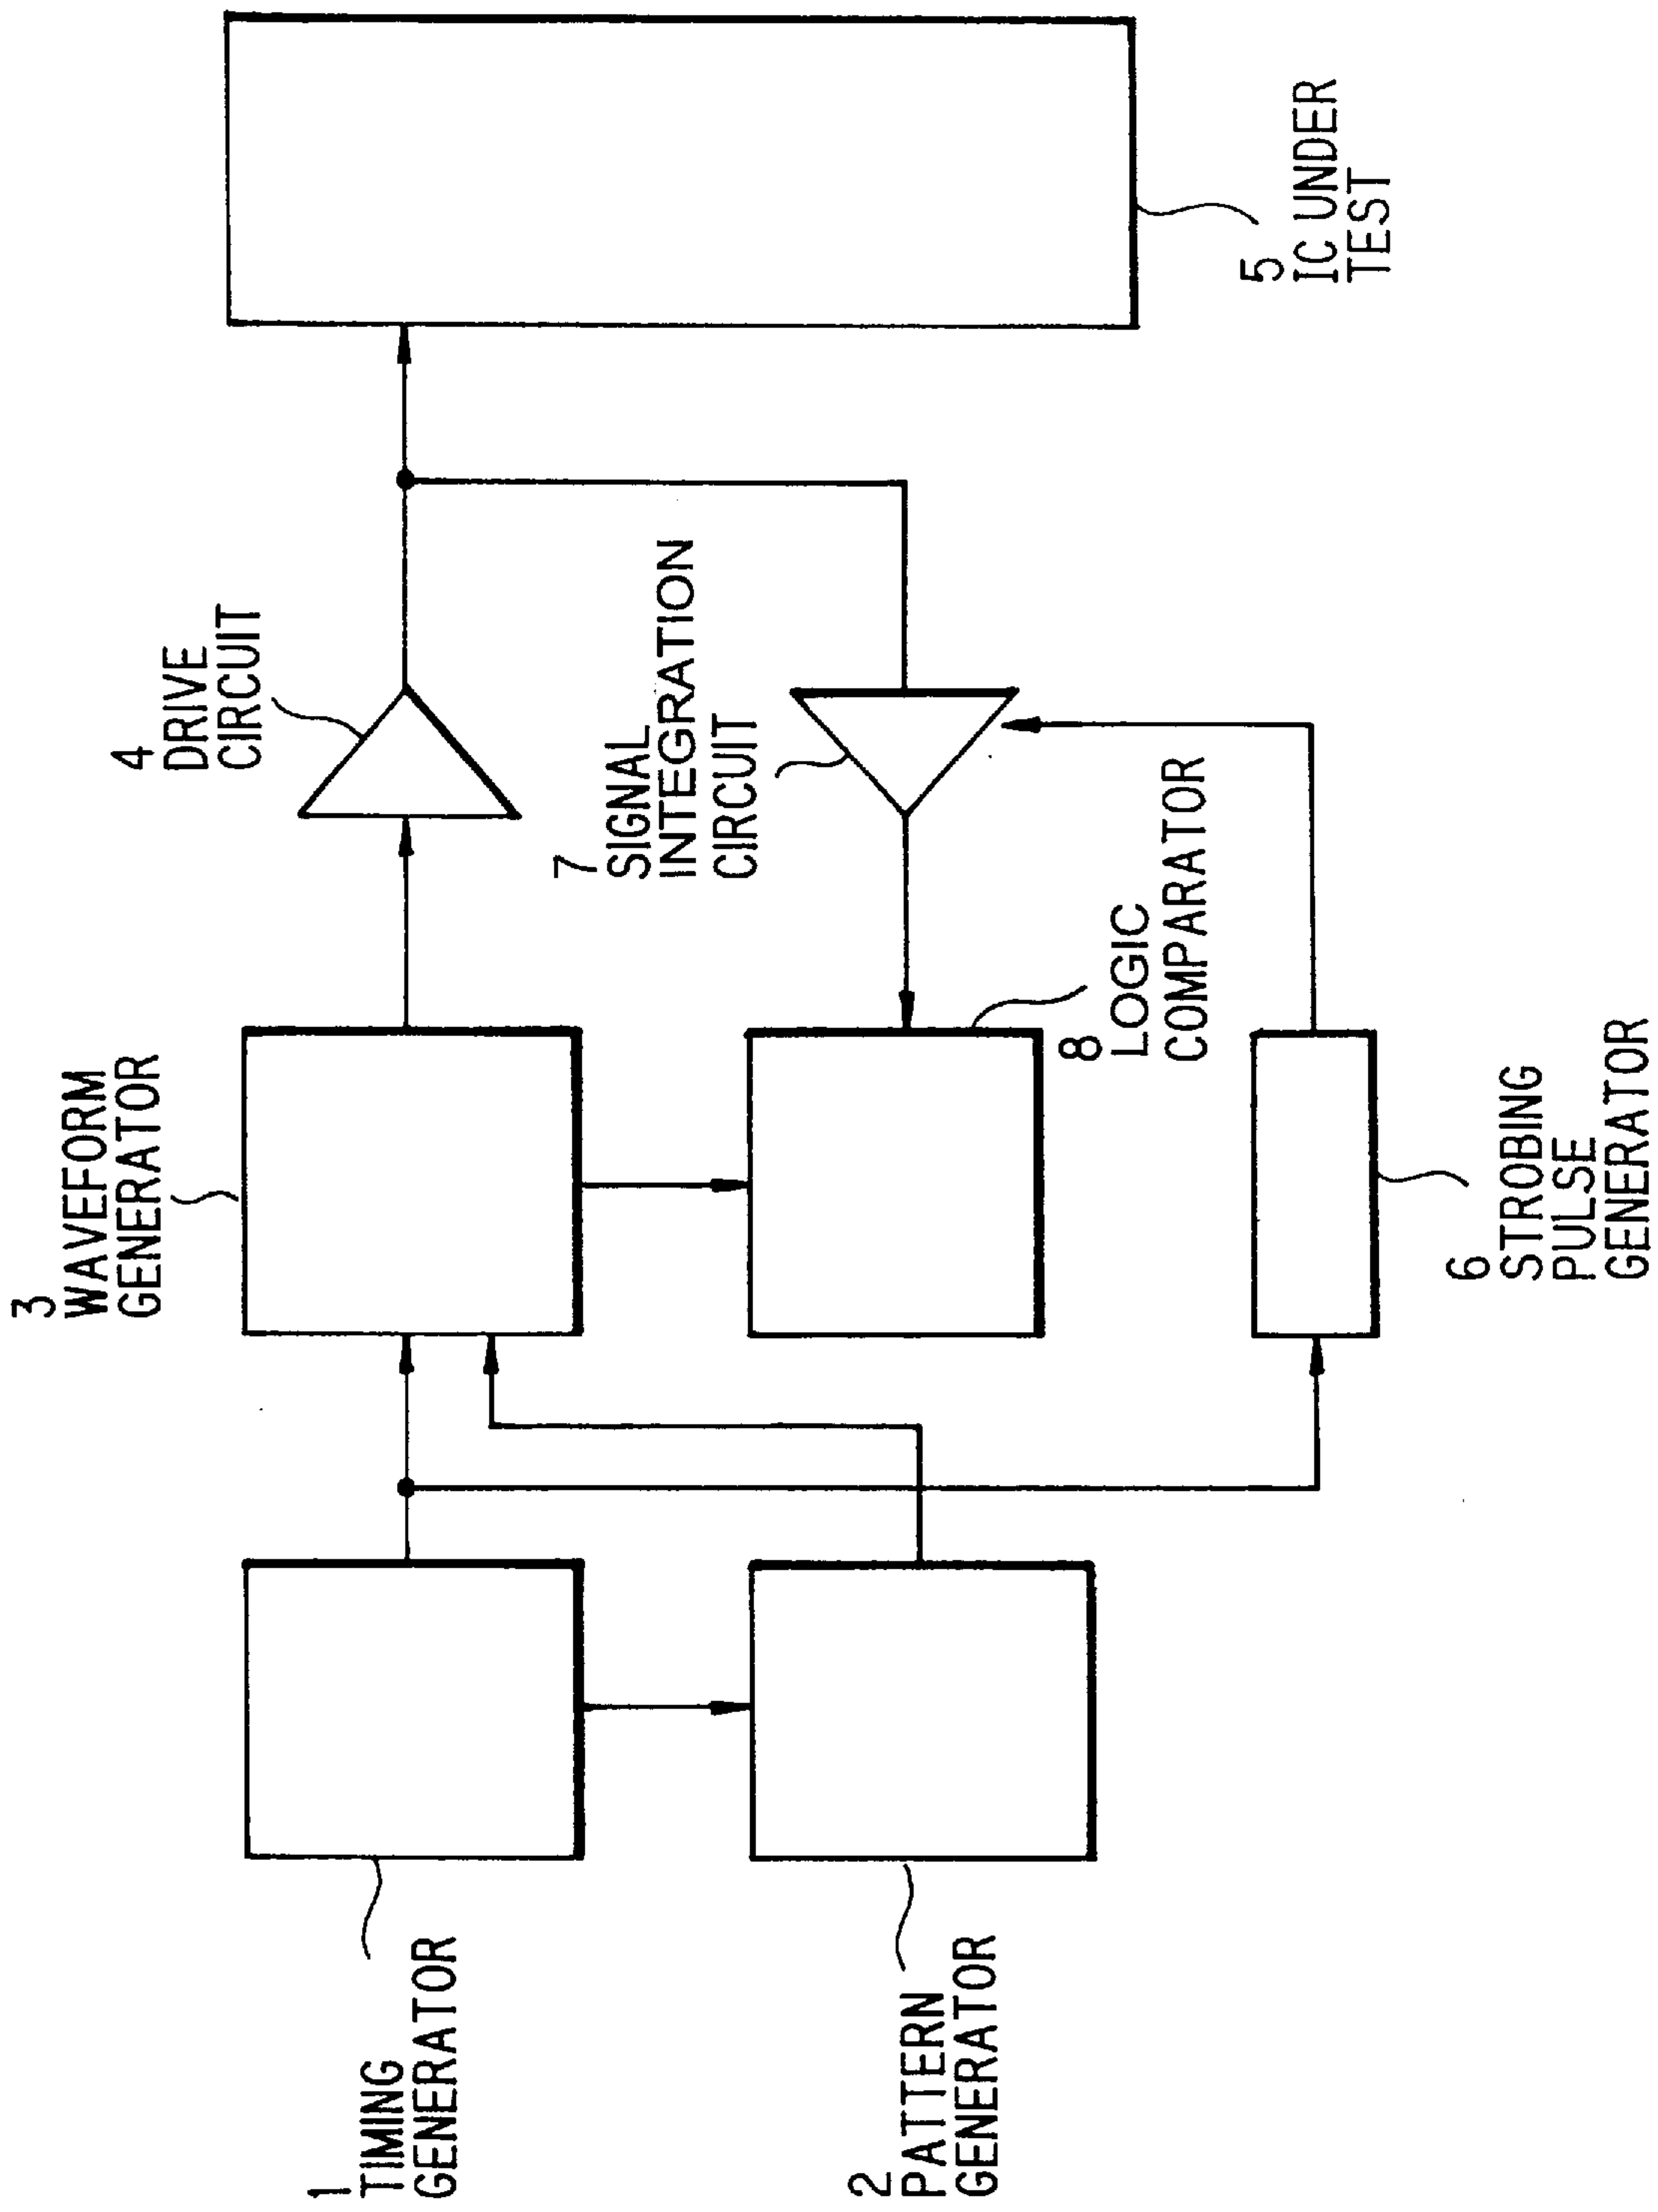 1
TIMING
GENERATOR
2
PATTERN
GENERATOR
3
WAVEFORM
GENERATOR
4
DRIVE
CIRCUIT
5
IC UNDER
TEST
6
STROBING
PULSE
GENERATOR
7
SIGNAL
INTEGRATION
CIRCUIT
8
LOGIC
COMPARATOR